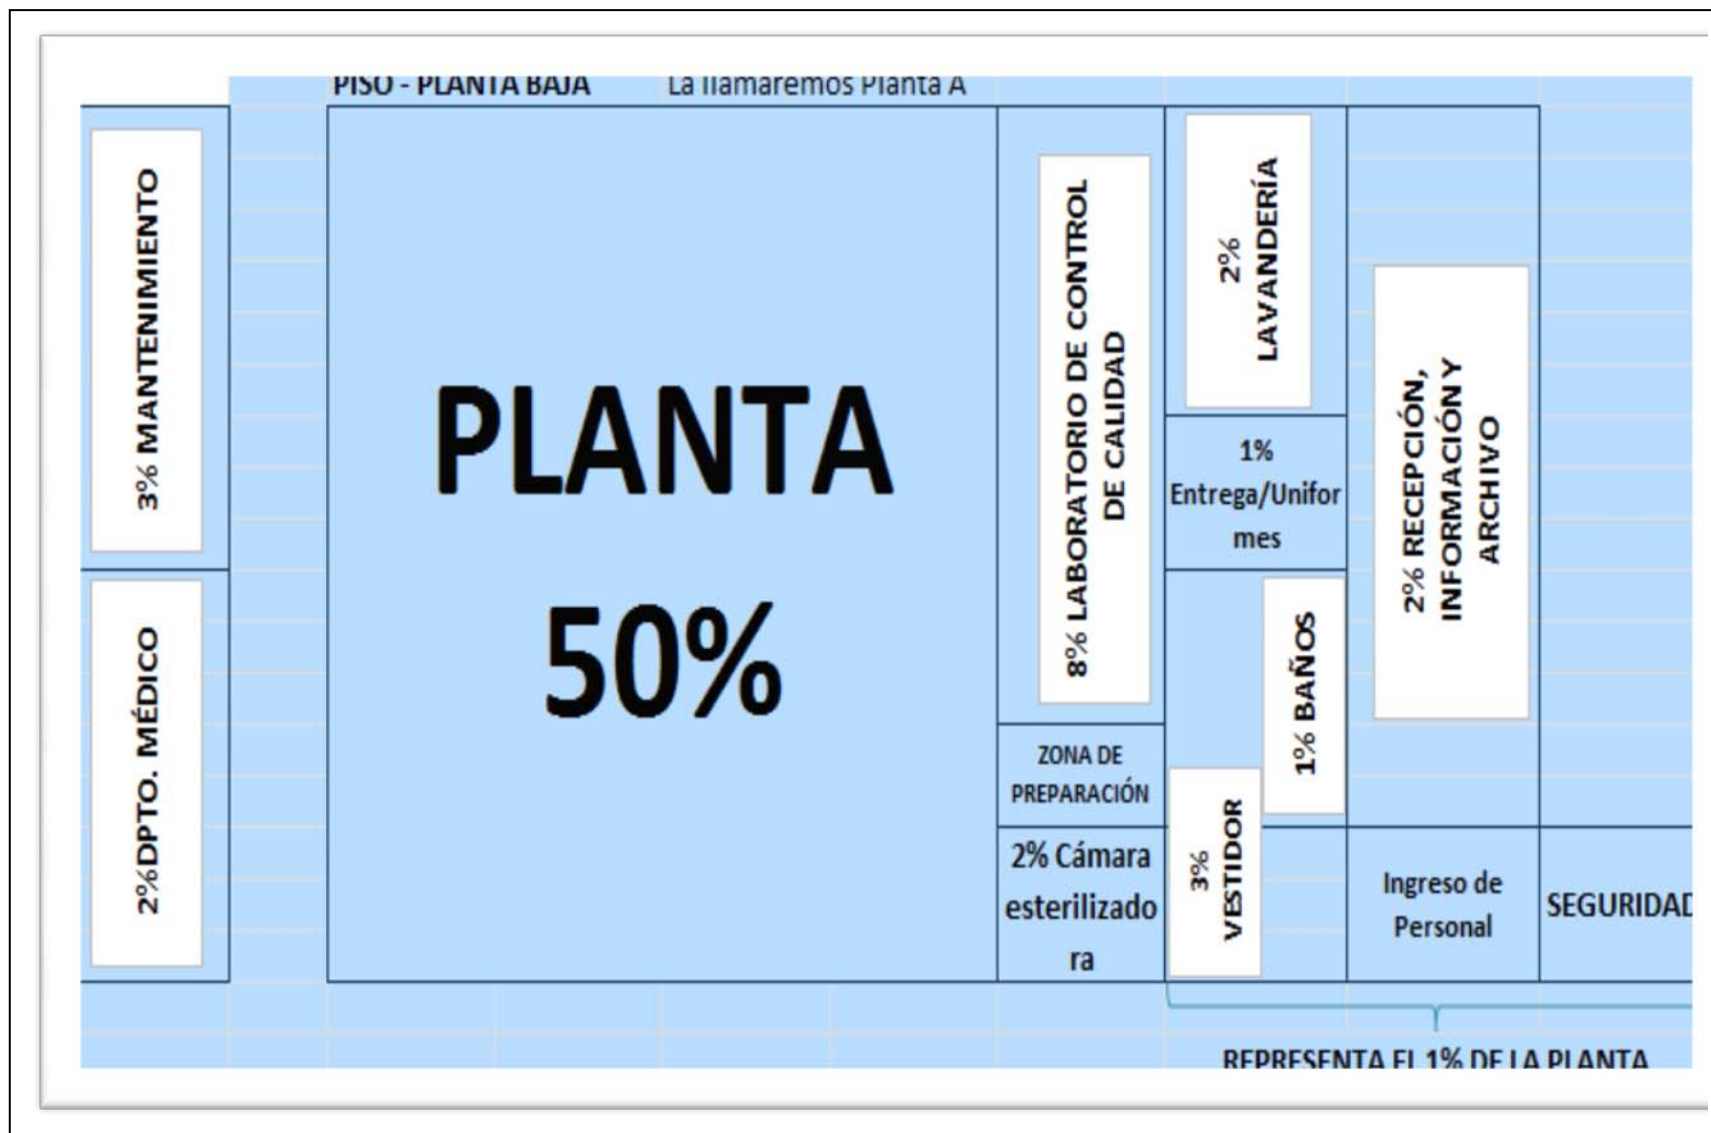 PISO - PLANTA BAJA
La llamaremos Planta A
3% MANTENIMIENTO
2%DPTO. MÉDICO
PLANTA
50%
8% LABORATORIO DE CONTROL
DE CALIDAD
ZONA DE
PREPARACIÓN
2% Cámara
esterilizado
ra
2%
LAVANDERÍA
1%
Entrega/Unifor
mes
1% BAÑOS
3%
VESTIDOR
2% RECEPCIÓN,
INFORMACIÓN Y
ARCHIVO
Ingreso de
Personal
SEGURIDAD
REPRESENTA EL 1% DE LA PLANTA